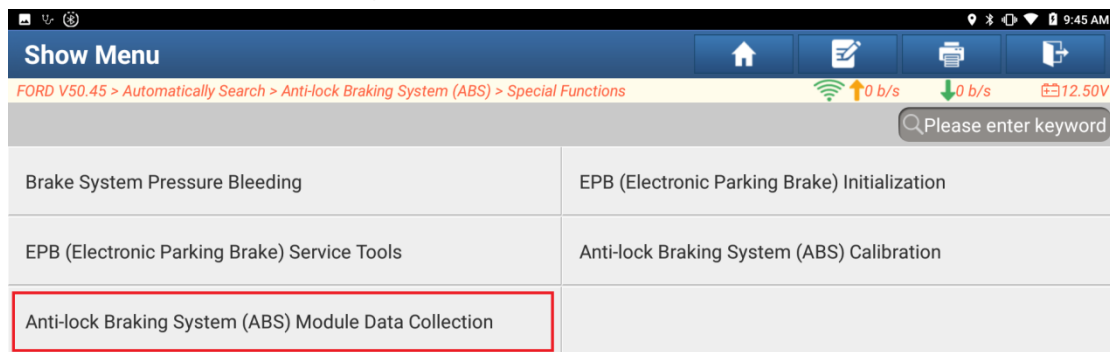 9:45 AM
Show Menu
FORD V50.45 > Automatically Search > Anti-lock Braking System (ABS) > Special Functions
0 b/s
0 b/s
12.50V
Please enter keyword
Brake System Pressure Bleeding
EPB (Electronic Parking Brake) Initialization
EPB (Electronic Parking Brake) Service Tools
Anti-lock Braking System (ABS) Calibration
Anti-lock Braking System (ABS) Module Data Collection